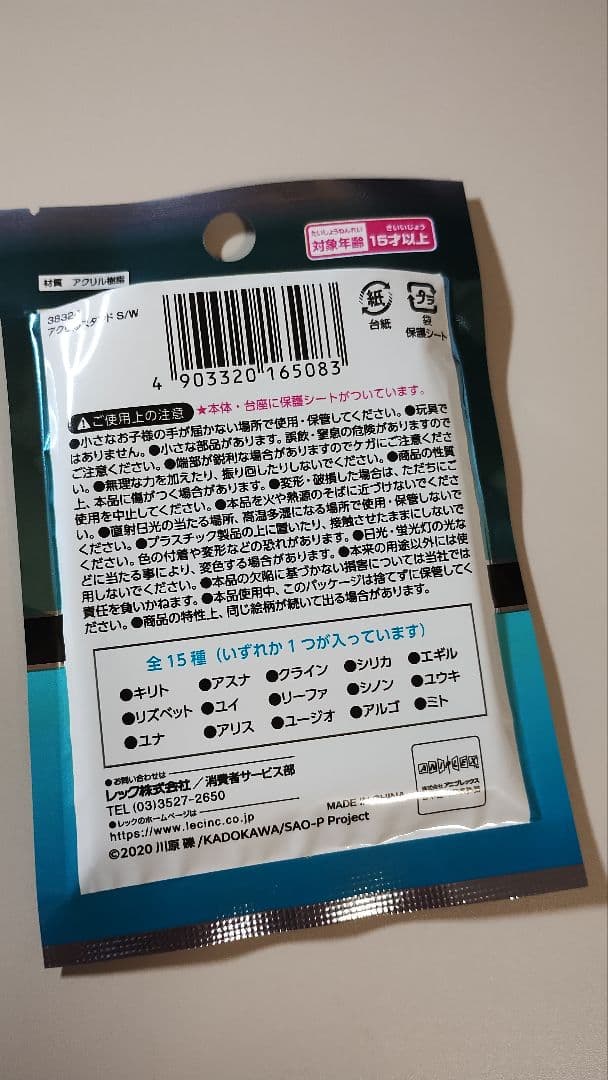 たいしょうねんれい さいいじょう
対象年齢 15才以上
材質 アクリル樹脂
アクリルスタンド S/W
紙
台紙
プラ
袋
保護シート
4 903320 165083
ご使用上の注意 ★本体・台座に保護シートがついています。
●小さなお子様の手が届かない場所で使用・保管してください。●玩具で
はありません。●小さな部品があります。誤飲・窒息の危険がありますので
ご注意ください。●端部が鋭利な場合がありますのでケガにご注意くださ
い。●無理な力を加えたり、振り回したりしないでください。●商品の性質
上、本品に傷がつく場合があります。●変形・破損した場合は、ただちにご
使用を中止してください。●本品を火や熱源のそばに近づけないでくださ
い。●直射日光の当たる場所、高温多湿になる場所で使用・保管しないで
ください。●プラスチック製品の上に置いたり、接触させたままにしないで
ください。色の付着や変形などの恐れがあります。●日光・蛍光灯の光な
どに当たる事により、変色する場合があります。●本来の用途以外には使
用しないでください。●本品の欠陥に基づかない損害については当社では
責任を負いかねます。●本品使用中、このパッケージは捨てずに保管してく
ださい。●商品の特性上、同じ絵柄が続いて出る場合があります。
全15種（いずれか1つが入っています）
●キリト ●アスナ ●クライン ●シリカ ●エギル
●リズベット ●ユイ ●リーファ ●シノン ●ユウキ
●ユナ ●アリス ●ユージオ ●アルゴ ●ミト
●お問い合わせは
レック株式会社／消費者サービス部
TEL (03)3527-2650
●レックのホームページは
https://www.lecinc.co.jp
MADE IN CHINA
©2020 川原 礫/KADOKAWA/SAO-P Project
ANIPLEX
株式会社アニプレックス